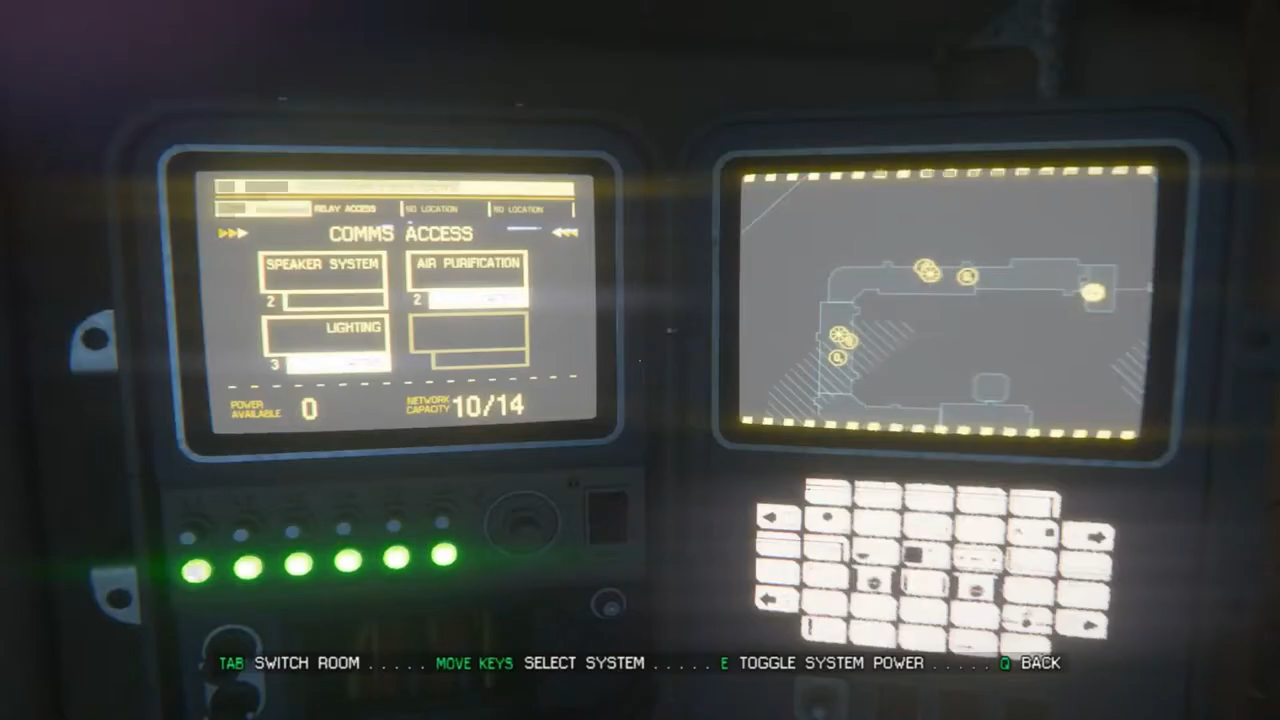 RELAY ACCESS NO LOCATION NO LOCATION
COMMS ACCESS
SPEAKER SYSTEM AIR PURIFICATION
2 2
LIGHTING
3
POWER AVAILABLE 0 NETWORK CAPACITY 10/14
TAB SWITCH ROOM ..... MOVE KEYS SELECT SYSTEM ..... E TOGGLE SYSTEM POWER ..... Q BACK